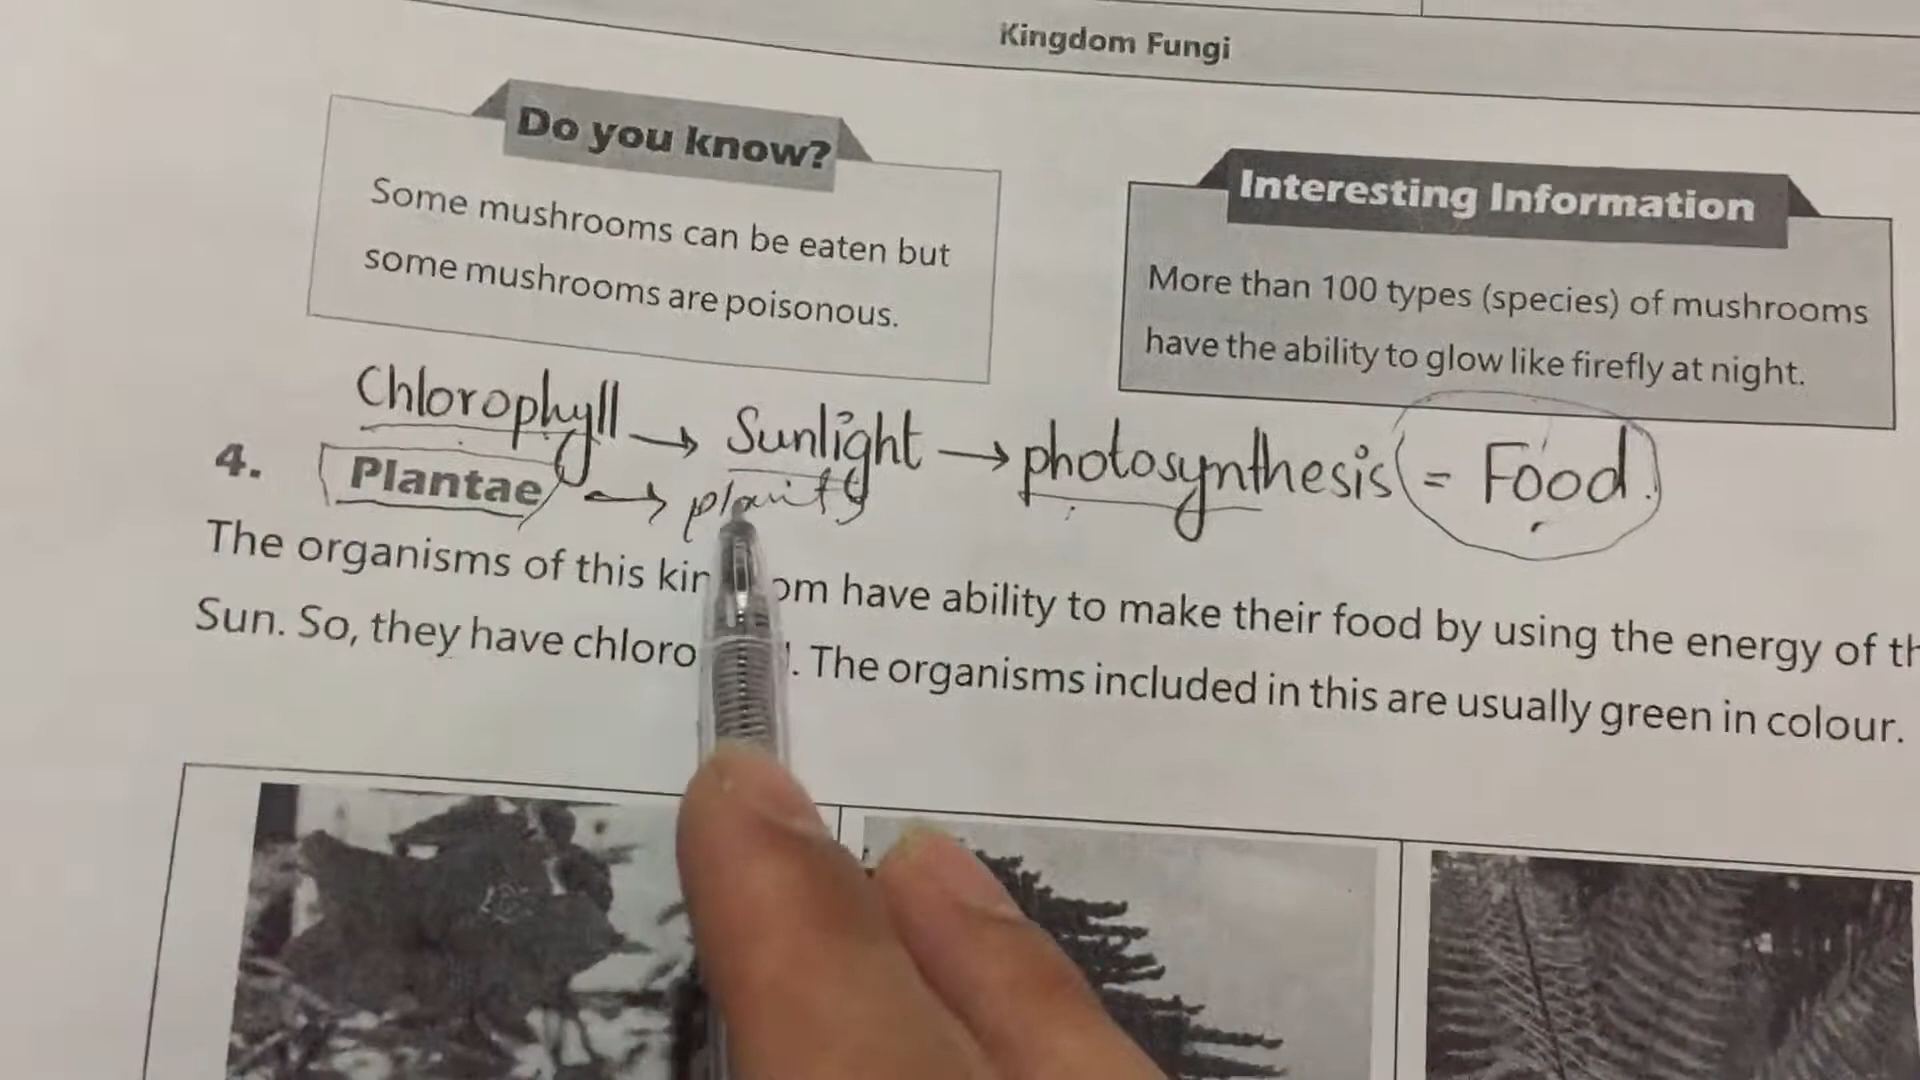 Kingdom Fungi
Do you know?
Some mushrooms can be eaten but
some mushrooms are poisonous.
Interesting Information
More than 100 types (species) of mushrooms
have the ability to glow like firefly at night.
Chlorophyll → Sunlight → photosynthesis = Food.
4. Plantae → plants
The organisms of this kin om have ability to make their food by using the energy of th
Sun. So, they have chloro . The organisms included in this are usually green in colour.